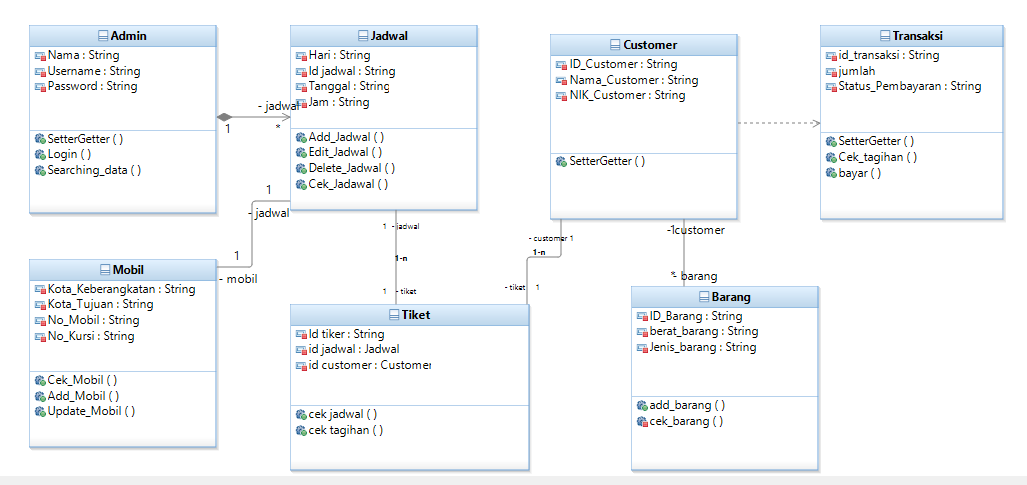 Admin
Nama : String
Username : String
Password : String
SetterGetter ( )
Login ( )
Searching_data ( )
- jadwal
1
*
Jadwal
Hari : String
Id jadwal : String
Tanggal : String
Jam : String
Add_Jadwal ( )
Edit_Jadwal ( )
Delete_Jadwal ( )
Cek_Jadawal ( )
Customer
ID_Customer : String
Nama_Customer : String
NIK_Customer : String
SetterGetter ( )
Transaksi
id_transaksi : String
jumlah
Status_Pembayaran : String
SetterGetter ( )
Cek_tagihan ( )
bayar ( )
1
- jadwal
1
- mobil
1 - jadwal
1-n
1 - tiket
- customer 1
1-n
- tiket 1
-1customer
*- barang
Mobil
Kota_Keberangkatan : String
Kota_Tujuan : String
No_Mobil : String
No_Kursi : String
Cek_Mobil ( )
Add_Mobil ( )
Update_Mobil ( )
Tiket
Id tiker : String
id jadwal : Jadwal
id customer : Customer
cek jadwal ( )
cek tagihan ( )
Barang
ID_Barang : String
berat_barang : String
Jenis_barang : String
add_barang ( )
cek_barang ( )